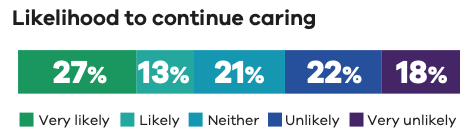 Likelihood to continue caring
27% 13% 21% 22% 18%
Very likely Likely Neither Unlikely Very unlikely